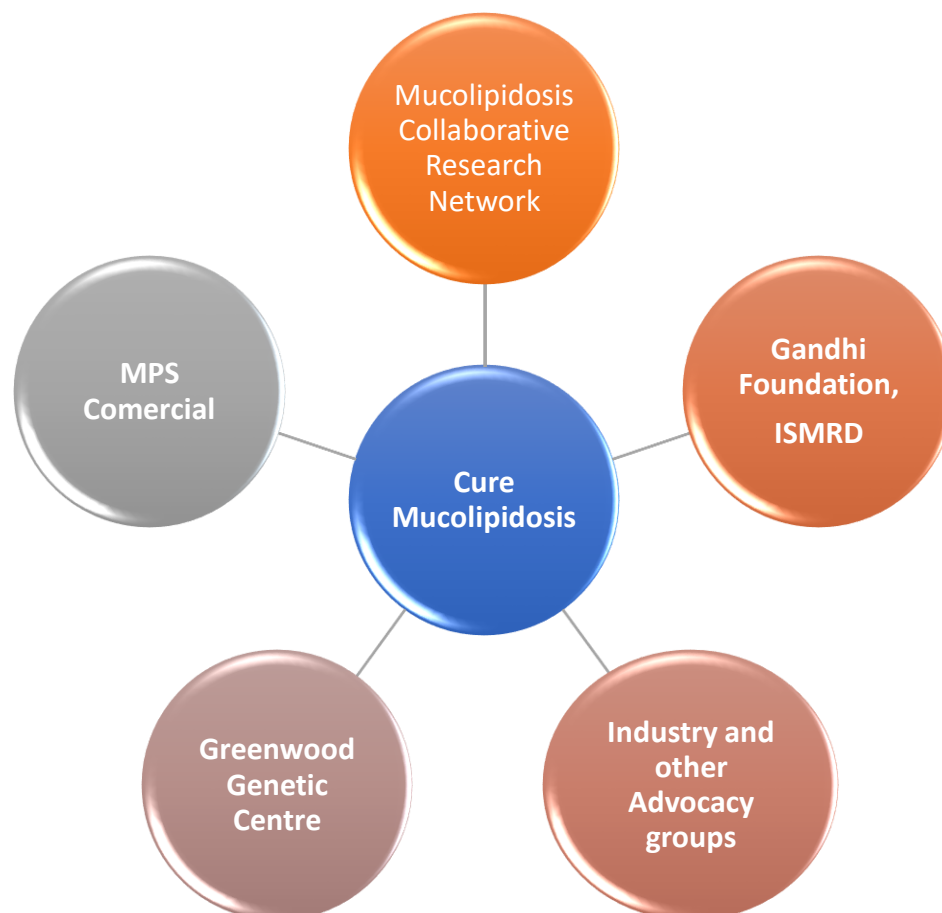 Mucolipidosis
Collaborative
Research
Network
MPS
Comercial
Gandhi
Foundation,
ISMRD
Cure
Mucolipidosis
Greenwood
Genetic
Centre
Industry and
other
Advocacy
groups